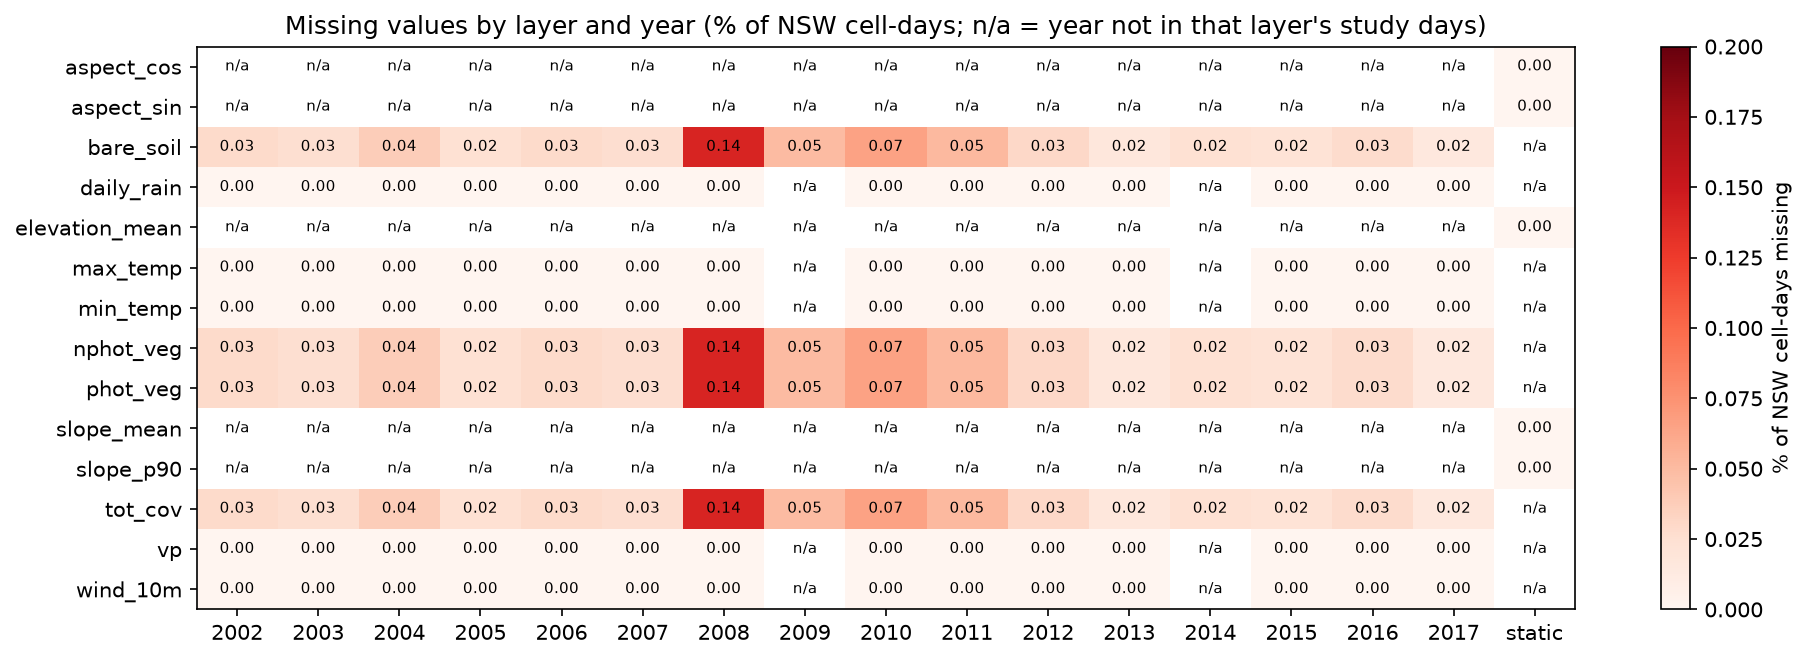 Missing values by layer and year (% of NSW cell-days; n/a = year not in that layer's study days)
aspect_cos n/a n/a n/a n/a n/a n/a n/a n/a n/a n/a n/a n/a n/a n/a n/a n/a 0.00
aspect_sin n/a n/a n/a n/a n/a n/a n/a n/a n/a n/a n/a n/a n/a n/a n/a n/a 0.00
bare_soil 0.03 0.03 0.04 0.02 0.03 0.03 0.14 0.05 0.07 0.05 0.03 0.02 0.02 0.02 0.03 0.02 n/a
daily_rain 0.00 0.00 0.00 0.00 0.00 0.00 0.00 n/a 0.00 0.00 0.00 0.00 n/a 0.00 0.00 0.00 n/a
elevation_mean n/a n/a n/a n/a n/a n/a n/a n/a n/a n/a n/a n/a n/a n/a n/a n/a 0.00
max_temp 0.00 0.00 0.00 0.00 0.00 0.00 0.00 n/a 0.00 0.00 0.00 0.00 n/a 0.00 0.00 0.00 n/a
min_temp 0.00 0.00 0.00 0.00 0.00 0.00 0.00 n/a 0.00 0.00 0.00 0.00 n/a 0.00 0.00 0.00 n/a
nphot_veg 0.03 0.03 0.04 0.02 0.03 0.03 0.14 0.05 0.07 0.05 0.03 0.02 0.02 0.02 0.03 0.02 n/a
phot_veg 0.03 0.03 0.04 0.02 0.03 0.03 0.14 0.05 0.07 0.05 0.03 0.02 0.02 0.02 0.03 0.02 n/a
slope_mean n/a n/a n/a n/a n/a n/a n/a n/a n/a n/a n/a n/a n/a n/a n/a n/a 0.00
slope_p90 n/a n/a n/a n/a n/a n/a n/a n/a n/a n/a n/a n/a n/a n/a n/a n/a 0.00
tot_cov 0.03 0.03 0.04 0.02 0.03 0.03 0.14 0.05 0.07 0.05 0.03 0.02 0.02 0.02 0.03 0.02 n/a
vp 0.00 0.00 0.00 0.00 0.00 0.00 0.00 n/a 0.00 0.00 0.00 0.00 n/a 0.00 0.00 0.00 n/a
wind_10m 0.00 0.00 0.00 0.00 0.00 0.00 0.00 n/a 0.00 0.00 0.00 0.00 n/a 0.00 0.00 0.00 n/a
2002 2003 2004 2005 2006 2007 2008 2009 2010 2011 2012 2013 2014 2015 2016 2017 static
0.200
0.175
0.150
0.125
0.100
0.075
0.050
0.025
0.000
% of NSW cell-days missing